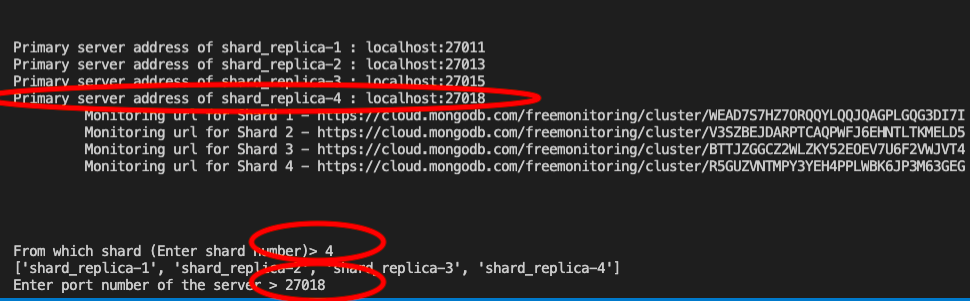 Primary server address of shard_replica-1 : localhost:27011
Primary server address of shard_replica-2 : localhost:27013
Primary server address of shard_replica-3 : localhost:27015
Primary server address of shard_replica-4 : localhost:27018
Monitoring url for Shard 1 - https://cloud.mongodb.com/freemonitoring/cluster/WEAD7S7HZ7ORQQYLQQJQAGPLGQG3DI7I
Monitoring url for Shard 2 - https://cloud.mongodb.com/freemonitoring/cluster/V3SZBEJDARPTCAQPWFJ6EHNTLTKMELD5
Monitoring url for Shard 3 - https://cloud.mongodb.com/freemonitoring/cluster/BTTJZGGCZ2WLZKY52EOEV7U6F2VWJVT4
Monitoring url for Shard 4 - https://cloud.mongodb.com/freemonitoring/cluster/R5GUZVNTMPY3YEH4PPLWBK6JP3M63GEG
From which shard (Enter shard number)> 4
['shard_replica-1', 'shard_replica-2', 'shard_replica-3', 'shard_replica-4']
Enter port number of the server > 27018